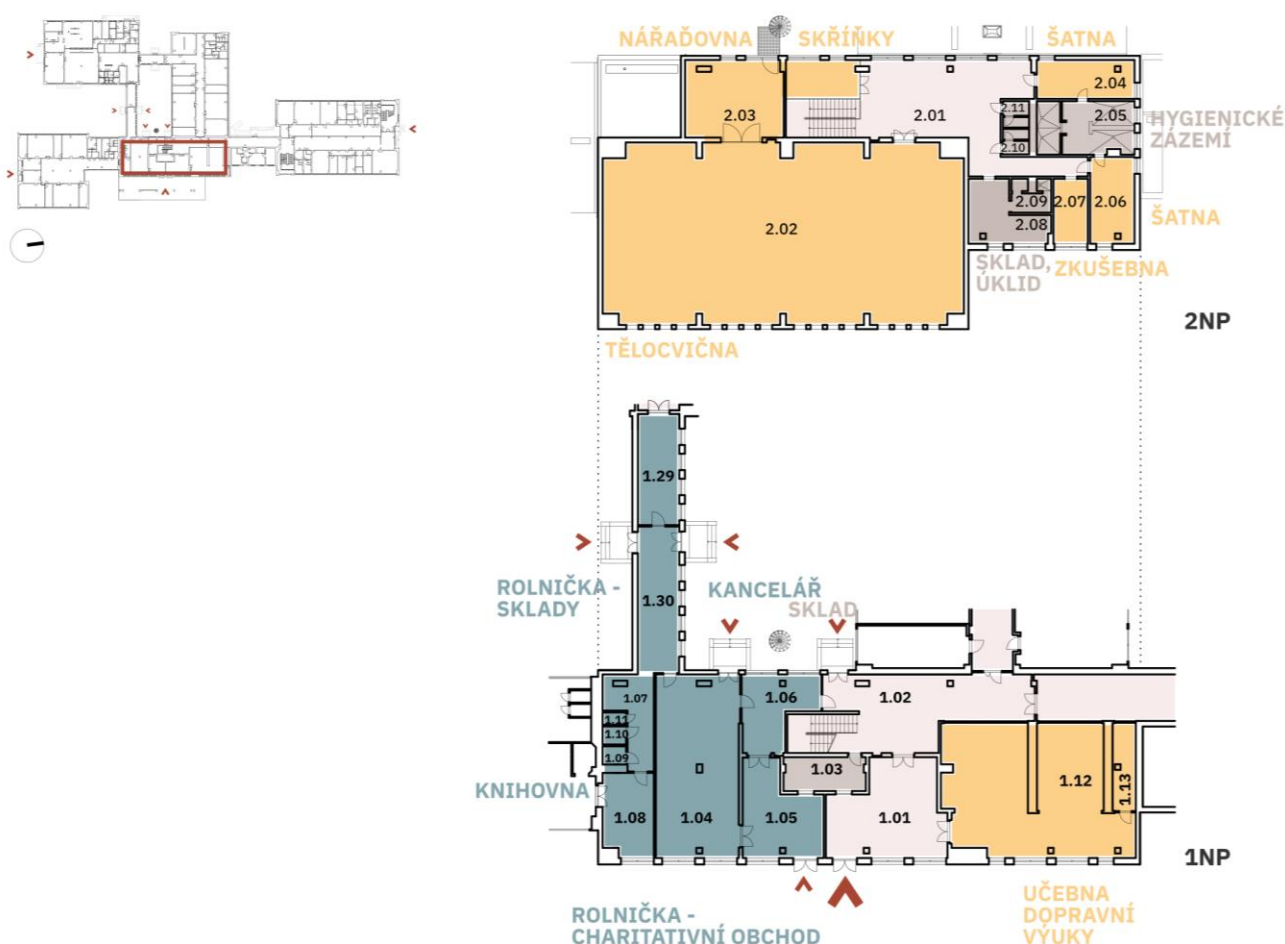 NÁŘAĎOVNA
SKŘÍŇKY
ŠATNA
2.04
2.03
2.01
2.11
2.10
2.05
HYGIENICKÉ
ZÁZEMÍ
2.02
2.09
2.08
2.07
2.06
ŠATNA
SKLAD,
ÚKLID
ZKUŠEBNA
2NP
TĚLOCVIČNA
1.29
1.30
ROLNIČKA -
SKLADY
KANCELÁŘ
SKLAD
1.07
1.06
1.02
1.11
1.10
1.09
1.03
1.12
1.13
KNIHOVNA
1.08
1.04
1.05
1.01
1NP
ROLNIČKA -
CHARITATIVNÍ OBCHOD
UČEBNA
DOPRAVNÍ
VÝUKY